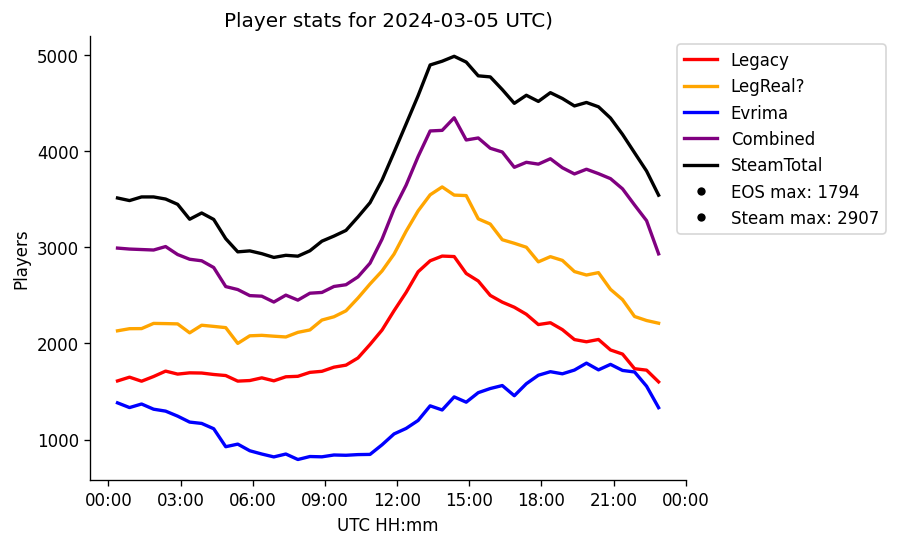 Player stats for 2024-03-05 UTC)
Legacy
LegReal?
Evrima
Combined
SteamTotal
EOS max: 1794
Steam max: 2907
Players
5000
4000
3000
2000
1000
00:00 03:00 06:00 09:00 12:00 15:00 18:00 21:00 00:00
UTC HH:mm